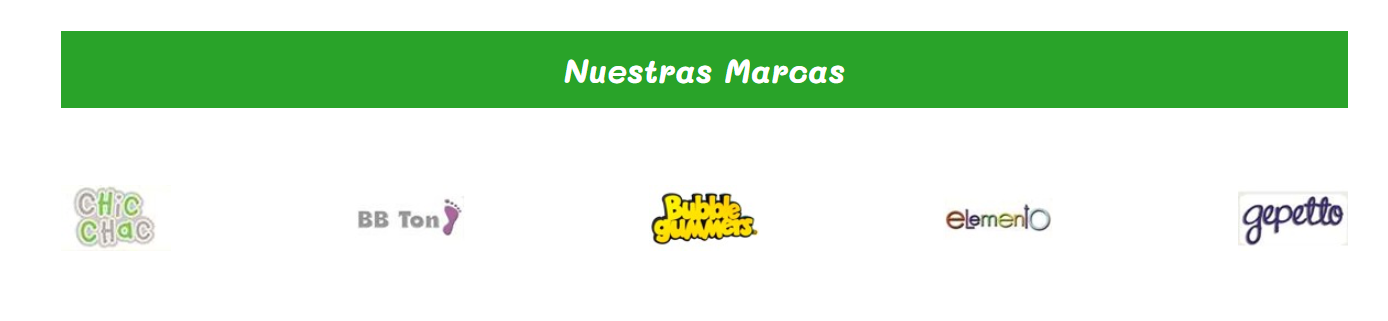 Nuestras Marcas
CHiC
CHaC
BB Ton
Bubble
gummers
elemento
gepetto